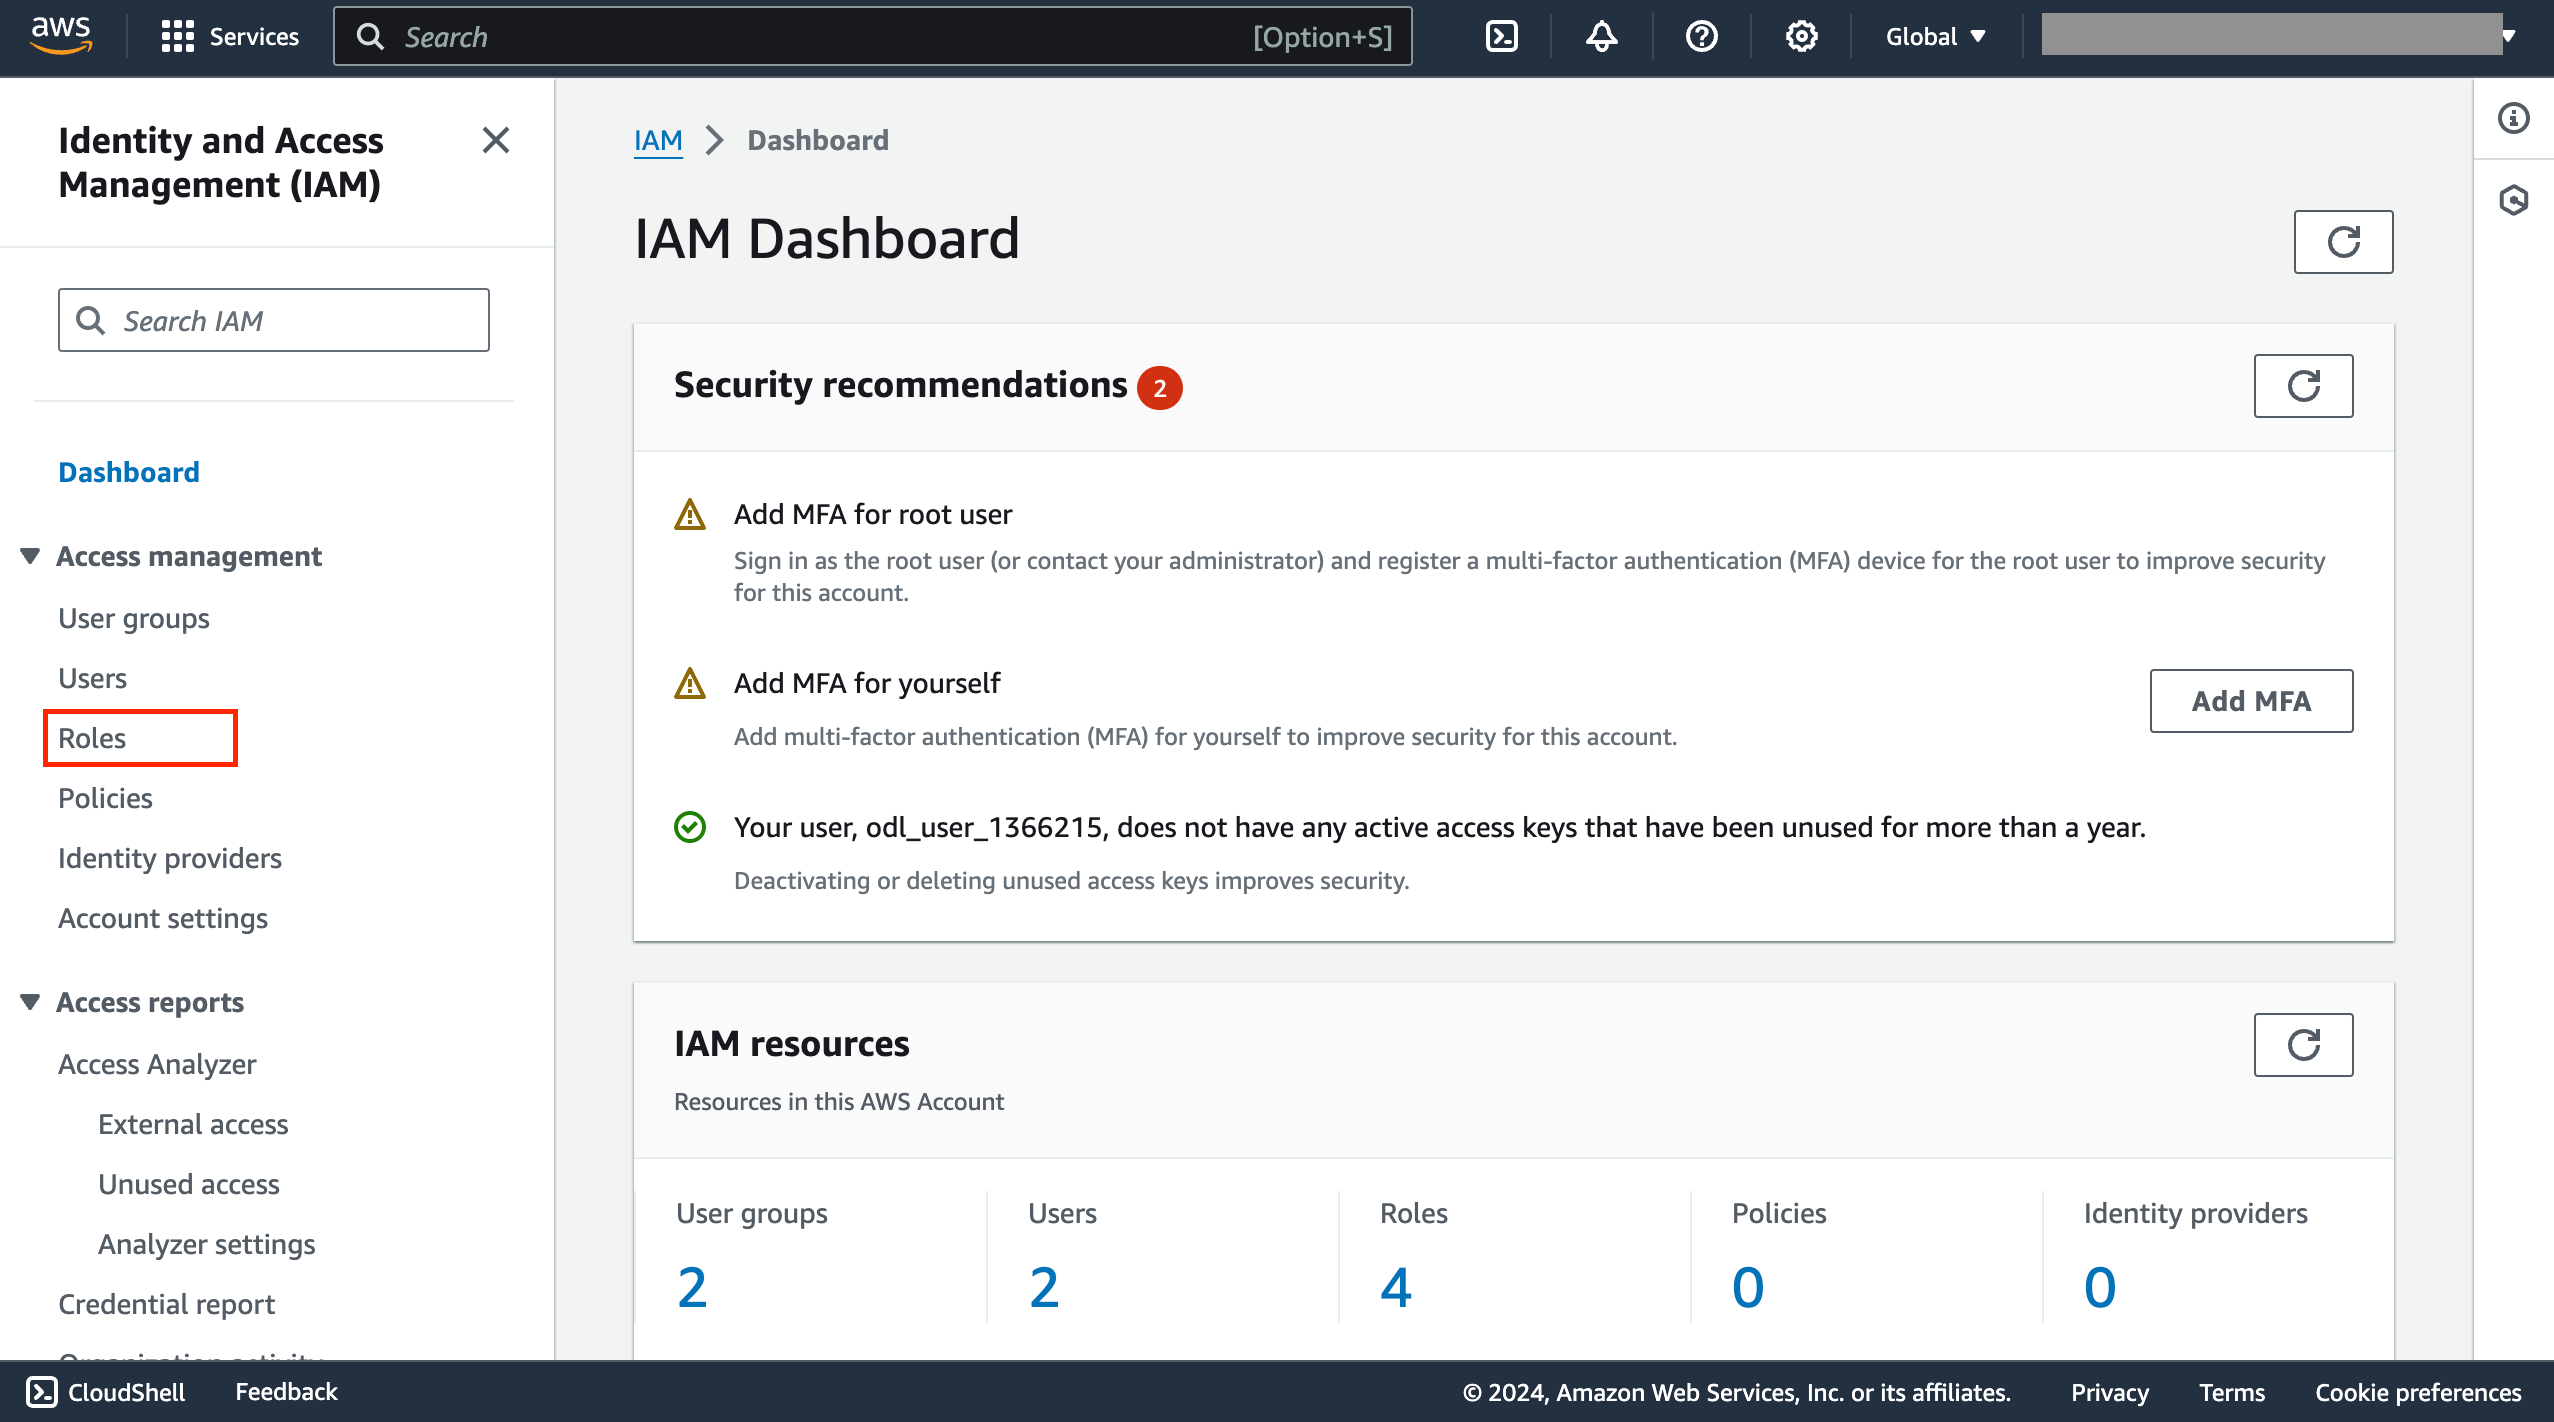 aws
Services
Search
[Option+S]
Global
Identity and Access
Management (IAM)
Search IAM
Dashboard
Access management
User groups
Users
Roles
Policies
Identity providers
Account settings
Access reports
Access Analyzer
External access
Unused access
Analyzer settings
Credential report
Organization activity
IAM
Dashboard
IAM Dashboard
Security recommendations 2
Add MFA for root user
Sign in as the root user (or contact your administrator) and register a multi-factor authentication (MFA) device for the root user to improve security
for this account.
Add MFA for yourself
Add MFA
Add multi-factor authentication (MFA) for yourself to improve security for this account.
Your user, odl_user_1366215, does not have any active access keys that have been unused for more than a year.
Deactivating or deleting unused access keys improves security.
IAM resources
Resources in this AWS Account
User groups
2
Users
2
Roles
4
Policies
0
Identity providers
0
CloudShell
Feedback
© 2024, Amazon Web Services, Inc. or its affiliates.
Privacy
Terms
Cookie preferences